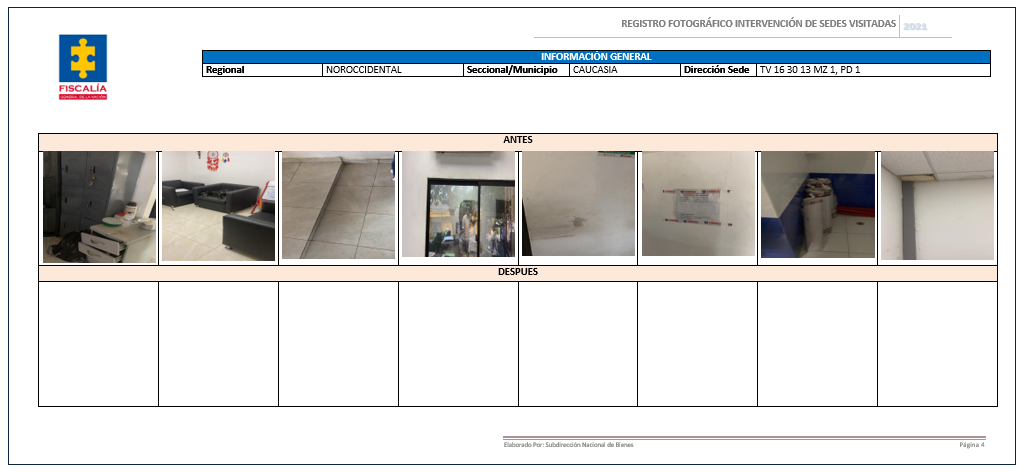 REGISTRO FOTOGRÁFICO INTERVENCIÓN DE SEDES VISITADAS 2021
FISCALÍA
GENERAL DE LA NACIÓN
INFORMACIÓN GENERAL
Regional NOROCCIDENTAL Seccional/Municipio CAUCASIA Dirección Sede TV 16 30 13 MZ 1, PD 1
ANTES
DESPUES
Elaborado Por: Subdirección Nacional de Bienes Página 4